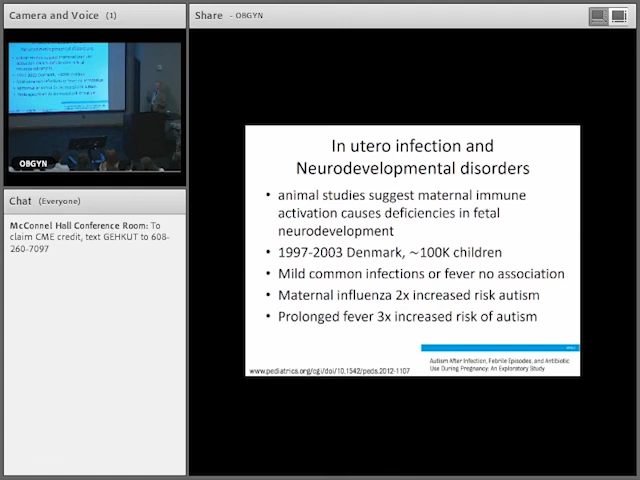 Camera and Voice (1)
Share - OBGYN
OBGYN
Chat (Everyone)
McConnel Hall Conference Room: To
claim CME credit, text GEHKUT to 608-
260-7097
In utero infection and
Neurodevelopmental disorders
• animal studies suggest maternal immune
activation causes deficiencies in fetal
neurodevelopment
• 1997-2003 Denmark, ~100K children
• Mild common infections or fever no association
• Maternal influenza 2x increased risk autism
• Prolonged fever 3x increased risk of autism
Autism After Infection, Febrile Episodes, and Antibiotic
Use During Pregnancy: An Exploratory Study
www.pediatrics.org/cgi/doi/10.1542/peds.2012-1107